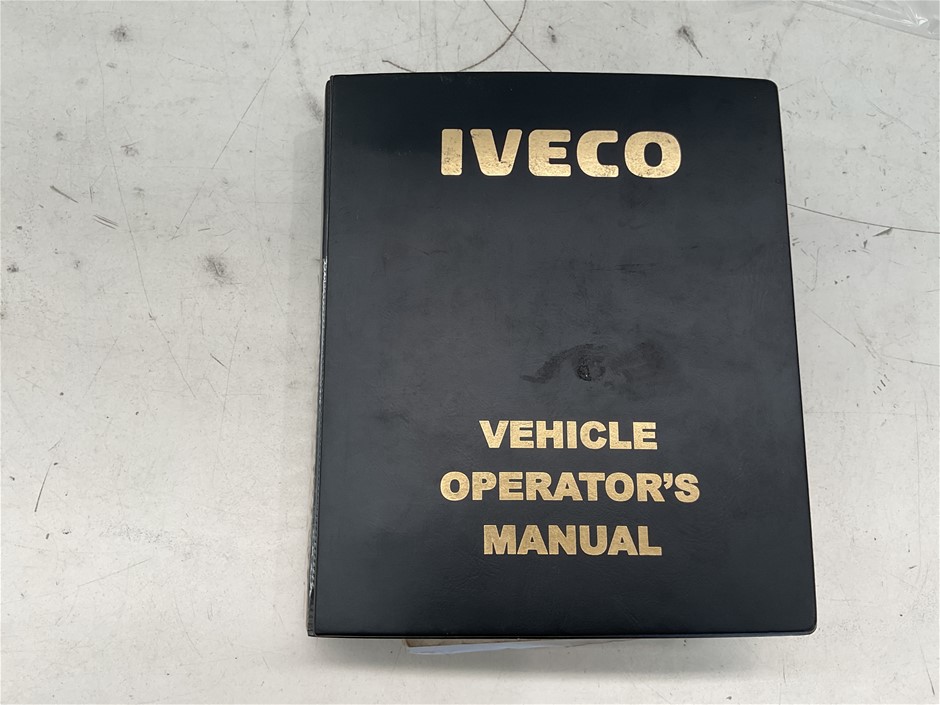 IVECO
VEHICLE
OPERATOR'S
MANUAL